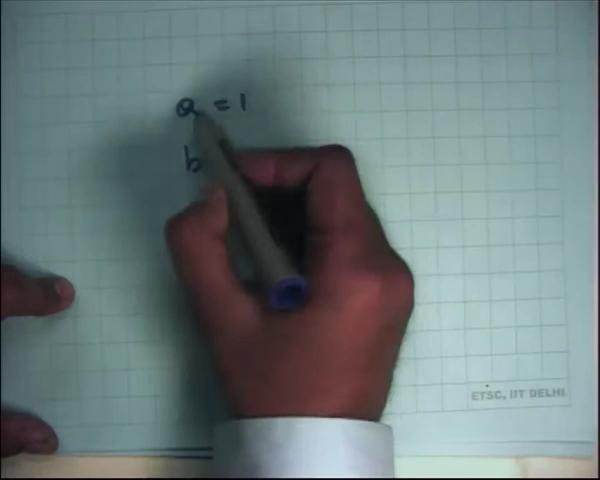 a = 1
b
ETSC, IIT DELHI